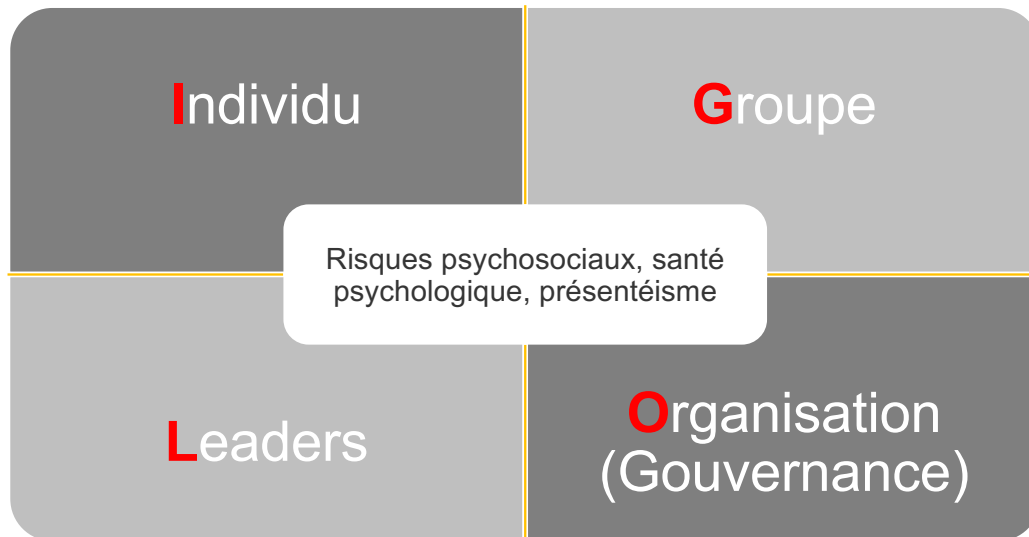 Individu
Groupe
Risques psychosociaux, santé
psychologique, présentéisme
Leaders
Organisation
(Gouvernance)